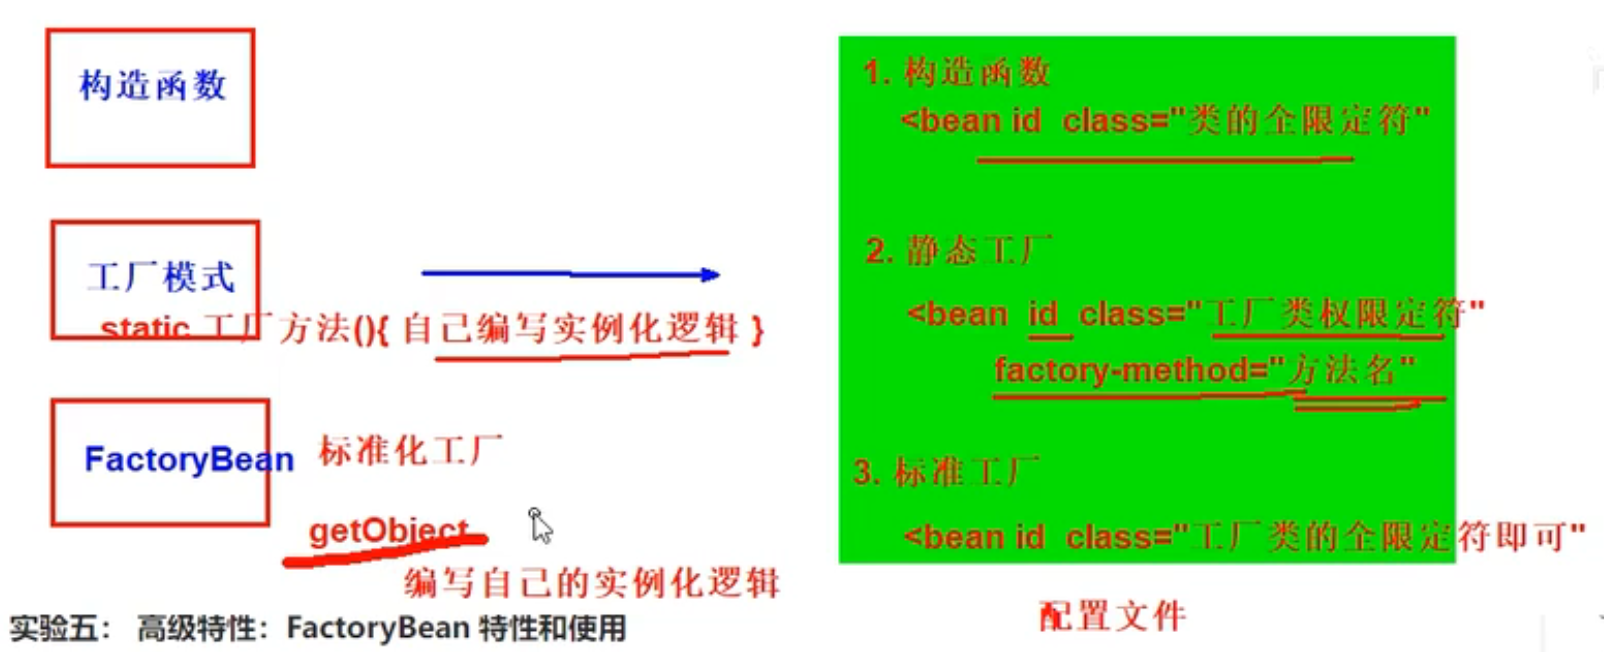 构造函数
工厂模式
static 工厂方法(){ 自己编写实例化逻辑 }
FactoryBean 标准化工厂
getObject
编写自己的实例化逻辑
实验五： 高级特性：FactoryBean 特性和使用
1. 构造函数
<bean id class="类的全限定符"
2. 静态工厂
<bean id class="工厂类权限定符"
factory-method="方法名"
3. 标准工厂
<bean id class="工厂类的全限定符即可"
配置文件